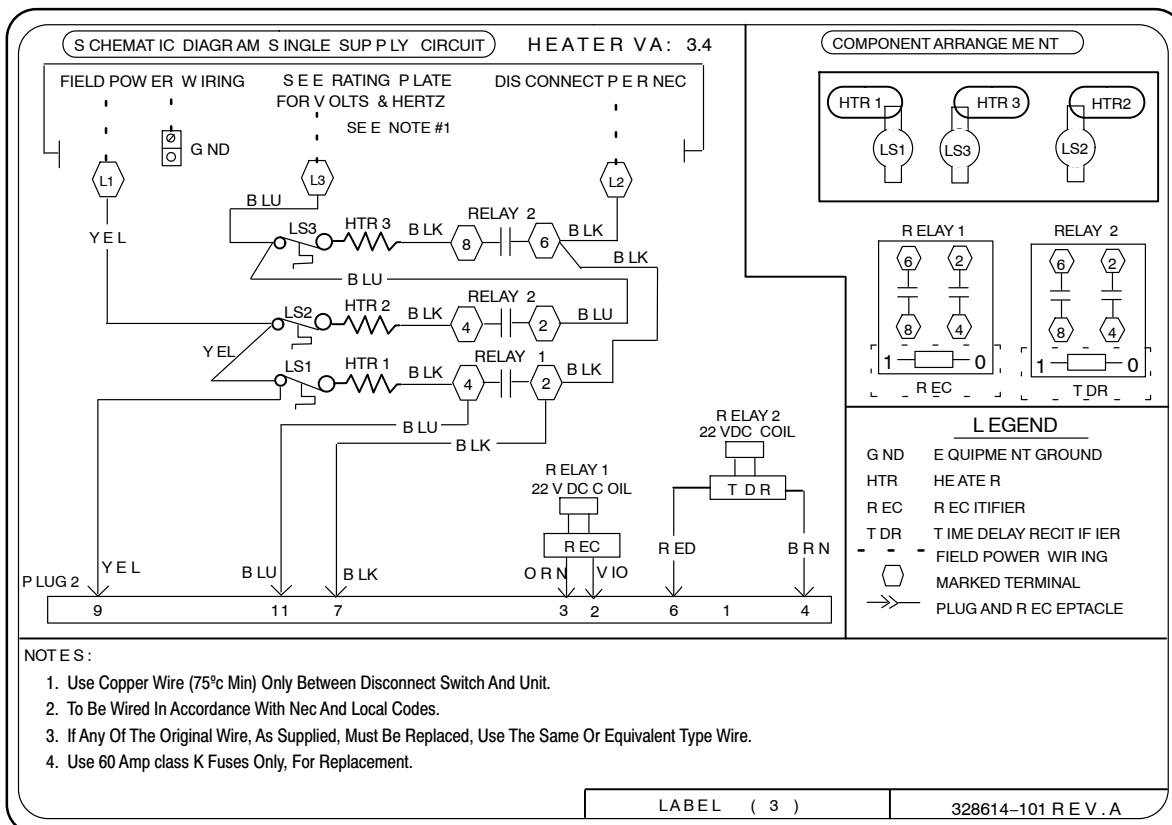 SCHEMATIC DIAGRAM SINGLE SUPPLY CIRCUIT
HEATER VA: 3.4
FIELD POWER WIRING
SEE RATING PLATE
FOR VOLTS & HERTZ
SEE NOTE #1
DISCONNECT PER NEC
GND
L1
L3
L2
BLU
YEL
LS3
HTR 3
BLK
8
RELAY 2
6
BLK
BLK
BLU
LS2
HTR 2
BLK
4
RELAY 2
2
BLU
YEL
LS1
HTR 1
BLK
4
RELAY 1
2
BLK
BLU
BLK
RELAY 1
22 VDC COIL
REC
ORN
VIO
RELAY 2
22 VDC COIL
TDR
RED
BRN
PLUG 2
YEL
BLU
BLK
9
11
7
3
2
6
1
4
COMPONENT ARRANGEMENT
HTR 1
HTR 3
HTR2
LS1
LS3
LS2
RELAY 1
6
2
8
4
1
0
REC
RELAY 2
6
2
8
4
1
0
TDR
LEGEND
GND EQUIPMENT GROUND
HTR HEATER
REC RECITIFIER
TDR TIME DELAY RECITIFIER
FIELD POWER WIRING
MARKED TERMINAL
PLUG AND RECEPTACLE
NOTES:
1. Use Copper Wire (75ºc Min) Only Between Disconnect Switch And Unit.
2. To Be Wired In Accordance With Nec And Local Codes.
3. If Any Of The Original Wire, As Supplied, Must Be Replaced, Use The Same Or Equivalent Type Wire.
4. Use 60 Amp class K Fuses Only, For Replacement.
LABEL ( 3 )
328614–101 REV. A